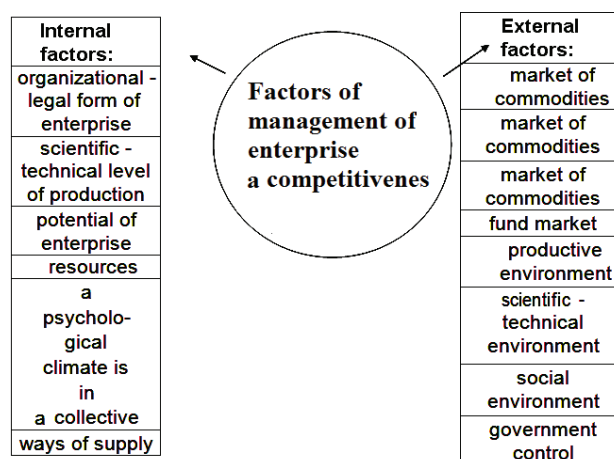 Internal
factors:
organizational -
legal form of
enterprise
scientific -
technical level
of production
potential of
enterprise
resources
a
psycholo-
gical
climate is
in
a collective
ways of supply
Factors of
management of
enterprise
a competitivenes
External
factors:
market of
commodities
market of
commodities
market of
commodities
fund market
productive
environment
scientific -
technical
environment
social
environment
government
control